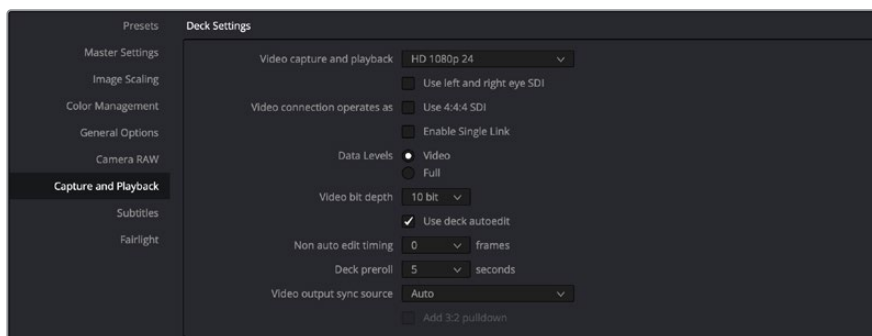 Presets
Master Settings
Image Scaling
Color Management
General Options
Camera RAW
Capture and Playback
Subtitles
Fairlight
Deck Settings
Video capture and playback HD 1080p 24
Use left and right eye SDI
Video connection operates as Use 4:4:4 SDI
Enable Single Link
Data Levels Video
Full
Video bit depth 10 bit
Use deck autoedit
Non auto edit timing 0 frames
Deck preroll 5 seconds
Video output sync source Auto
Add 3:2 pulldown